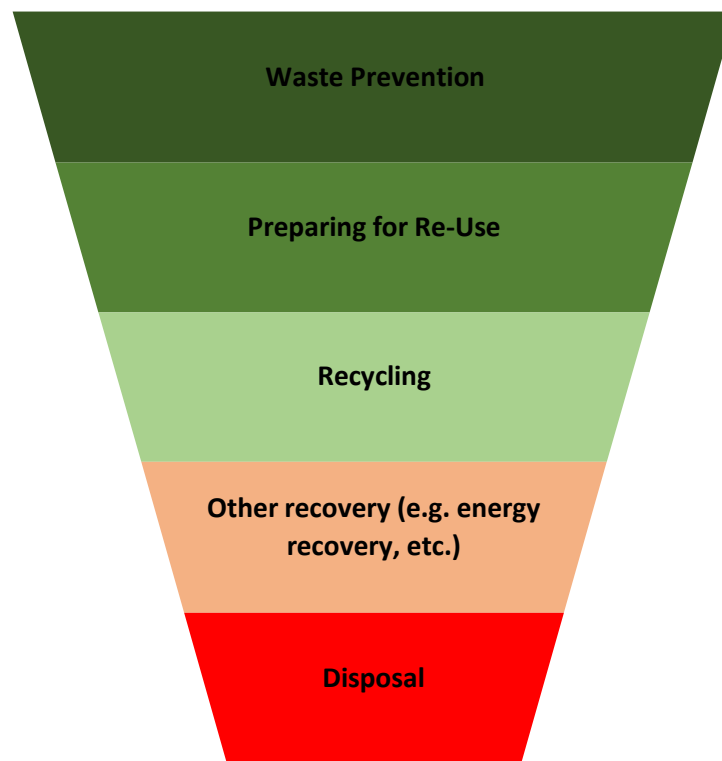 Waste Prevention
Preparing for Re-Use
Recycling
Other recovery (e.g. energy
recovery, etc.)
Disposal